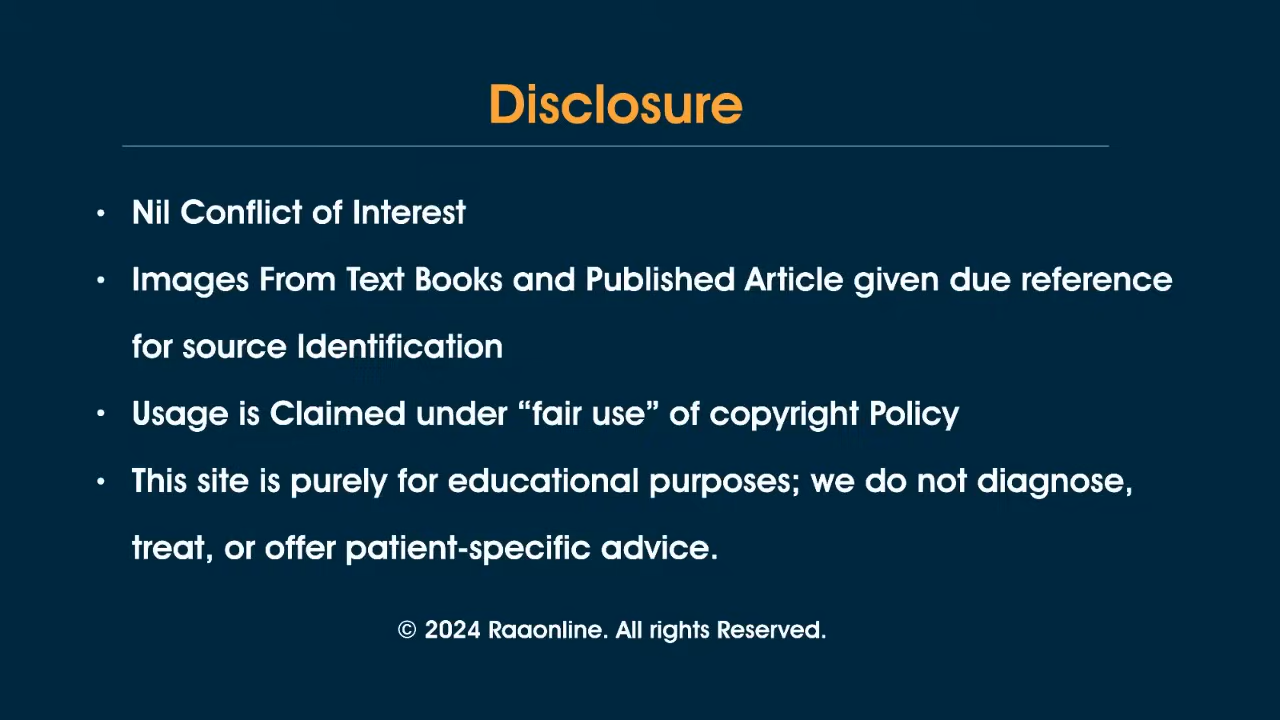 Disclosure
• Nil Conflict of Interest
• Images From Text Books and Published Article given due reference
for source Identification
• Usage is Claimed under “fair use” of copyright Policy
• This site is purely for educational purposes; we do not diagnose,
treat, or offer patient-specific advice.
© 2024 Raaonline. All rights Reserved.